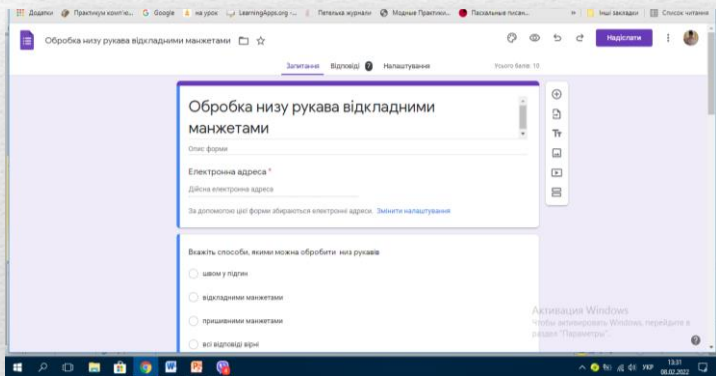 Додатки Практикум комп'ю... Google на урок LearningApps.org -... Петелька журнали Модные Практики... Пасхальные писан... » Інші закладки Список читання
Обробка низу рукава відкладними манжетами Надіслати
Запитання Відповіді Налаштування Усього балів: 10
Обробка низу рукава відкладними
манжетами
Опис форми
Електронна адреса *
Дійсна електронна адреса
За допомогою цієї форми збираються електронні адреси. Змінити налаштування
Вкажіть способи, якими можна обробити низ рукавів
швом у підгин
відкладними манжетами
пришивними манжетами
всі відповіді вірні
Активация Windows
Чтобы активировать Windows, перейдите в
раздел "Параметры".
УКР 13:31
08.02.2022